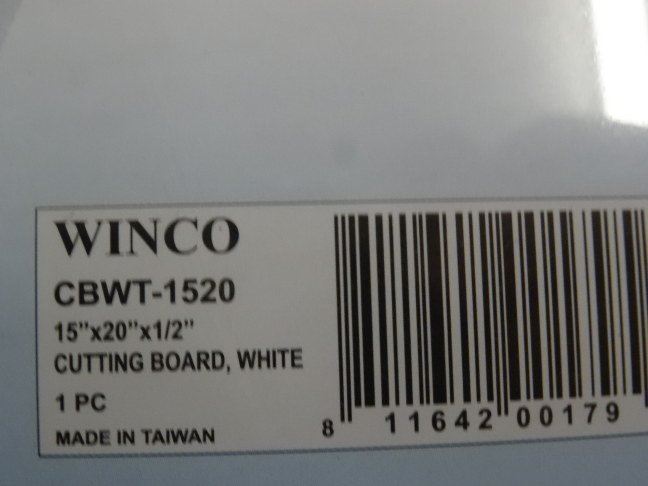 WINCO
CBWT-1520
15"x20"x1/2"
CUTTING BOARD, WHITE
1 PC
MADE IN TAIWAN
8 11642 00179